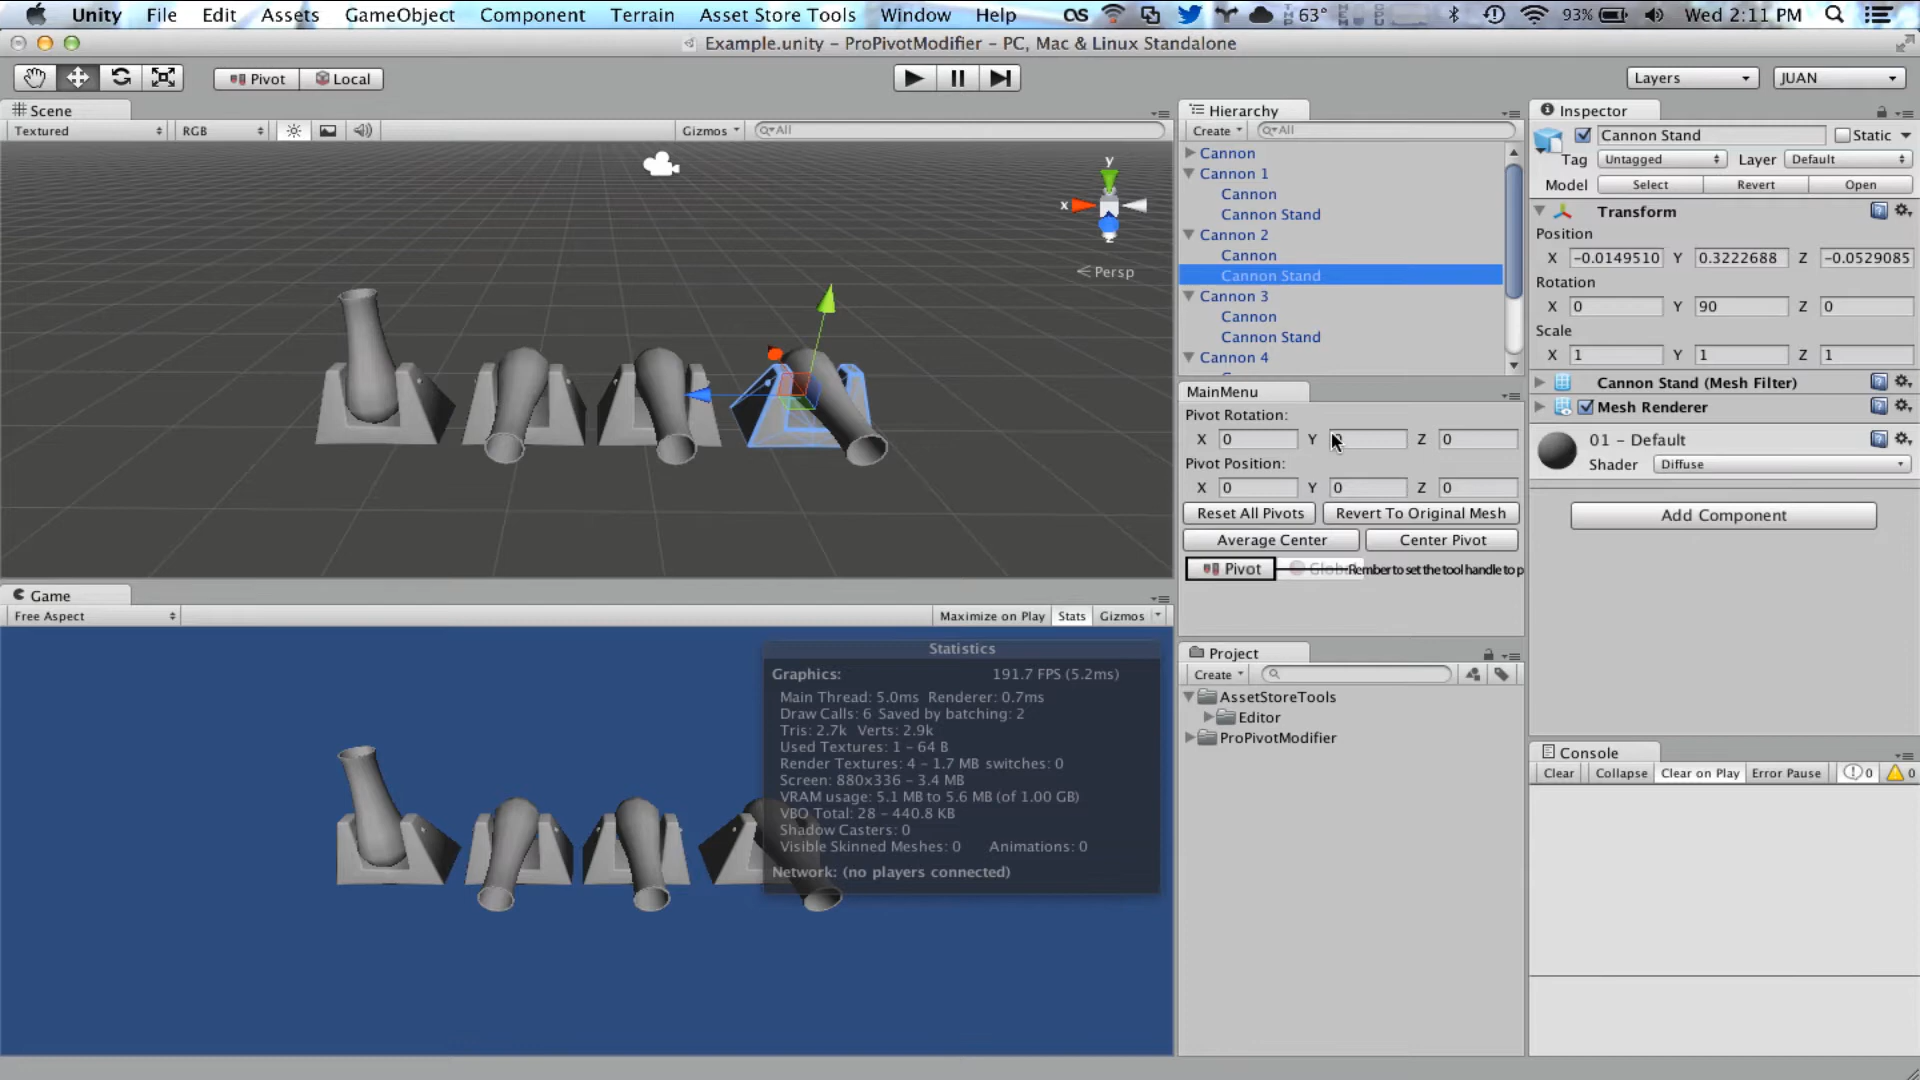 Unity File Edit Assets GameObject Component Terrain Asset Store Tools Window Help 63° 93% Wed 2:11 PM
Example.unity – ProPivotModifier – PC, Mac & Linux Standalone
Pivot Local Layers JUAN
Scene
Textured RGB Gizmos All
y
x
z
Persp
Hierarchy
Create All
Cannon
Cannon 1
Cannon
Cannon Stand
Cannon 2
Cannon
Cannon Stand
Cannon 3
Cannon
Cannon Stand
Cannon 4
MainMenu
Pivot Rotation:
X 0 Y Z 0
Pivot Position:
X 0 Y 0 Z 0
Reset All Pivots Revert To Original Mesh
Average Center Center Pivot
Pivot Rember to set the tool handle to p
Inspector
Cannon Stand Static
Tag Untagged Layer Default
Model Select Revert Open
Transform
Position
X -0.0149510 Y 0.3222688 Z -0.0529085
Rotation
X 0 Y 90 Z 0
Scale
X 1 Y 1 Z 1
Cannon Stand (Mesh Filter)
Mesh Renderer
01 – Default
Shader Diffuse
Add Component
Game
Free Aspect Maximize on Play Stats Gizmos
Statistics
Graphics: 191.7 FPS (5.2ms)
Main Thread: 5.0ms Renderer: 0.7ms
Draw Calls: 6 Saved by batching: 2
Tris: 2.7k Verts: 2.9k
Used Textures: 1 – 64 B
Render Textures: 4 – 1.7 MB switches: 0
Screen: 880x336 – 3.4 MB
VRAM usage: 5.1 MB to 5.6 MB (of 1.00 GB)
VBO Total: 28 – 440.8 KB
Shadow Casters: 0
Visible Skinned Meshes: 0 Animations: 0
Network: (no players connected)
Project
Create
AssetStoreTools
Editor
ProPivotModifier
Console
Clear Collapse Clear on Play Error Pause 0 0